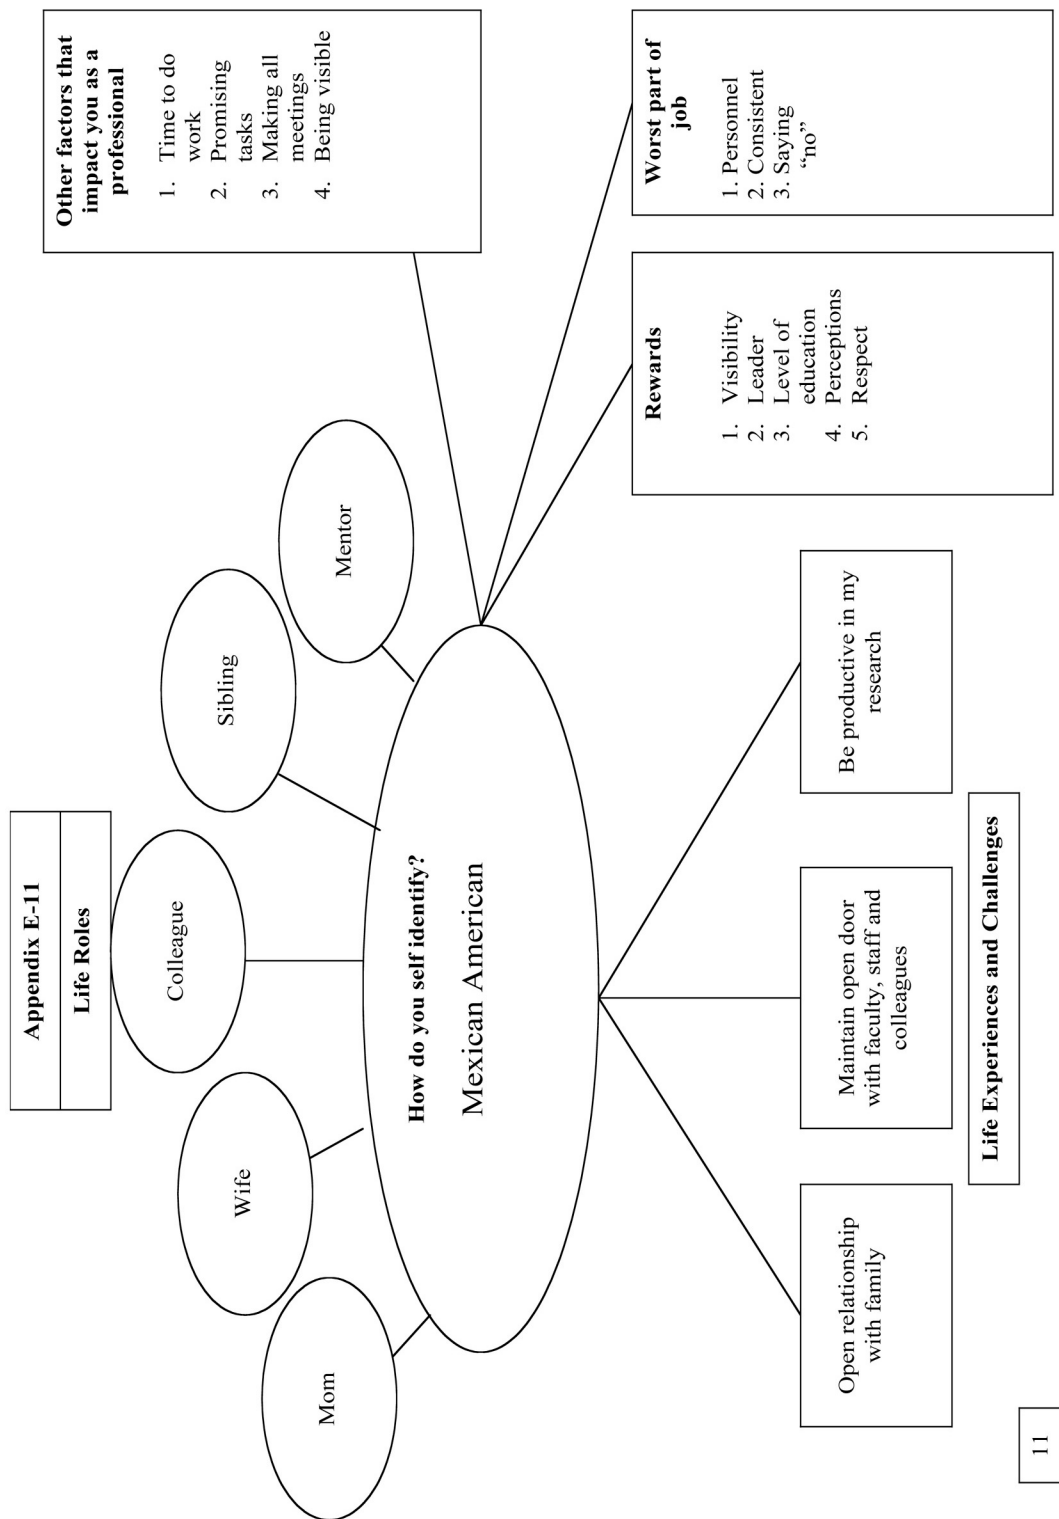 Appendix E-11
Life Roles
Mom
Wife
Colleague
Sibling
Mentor
How do you self identify?
Mexican American
Other factors that
impact you as a
professional
1. Time to do
work
2. Promising
tasks
3. Making all
meetings
4. Being visible
Rewards
1. Visibility
2. Leader
3. Level of
education
4. Perceptions
5. Respect
Worst part of
job
1. Personnel
2. Consistent
3. Saying
“no”
Open relationship
with family
Maintain open door
with faculty, staff and
colleagues
Be productive in my
research
Life Experiences and Challenges
11